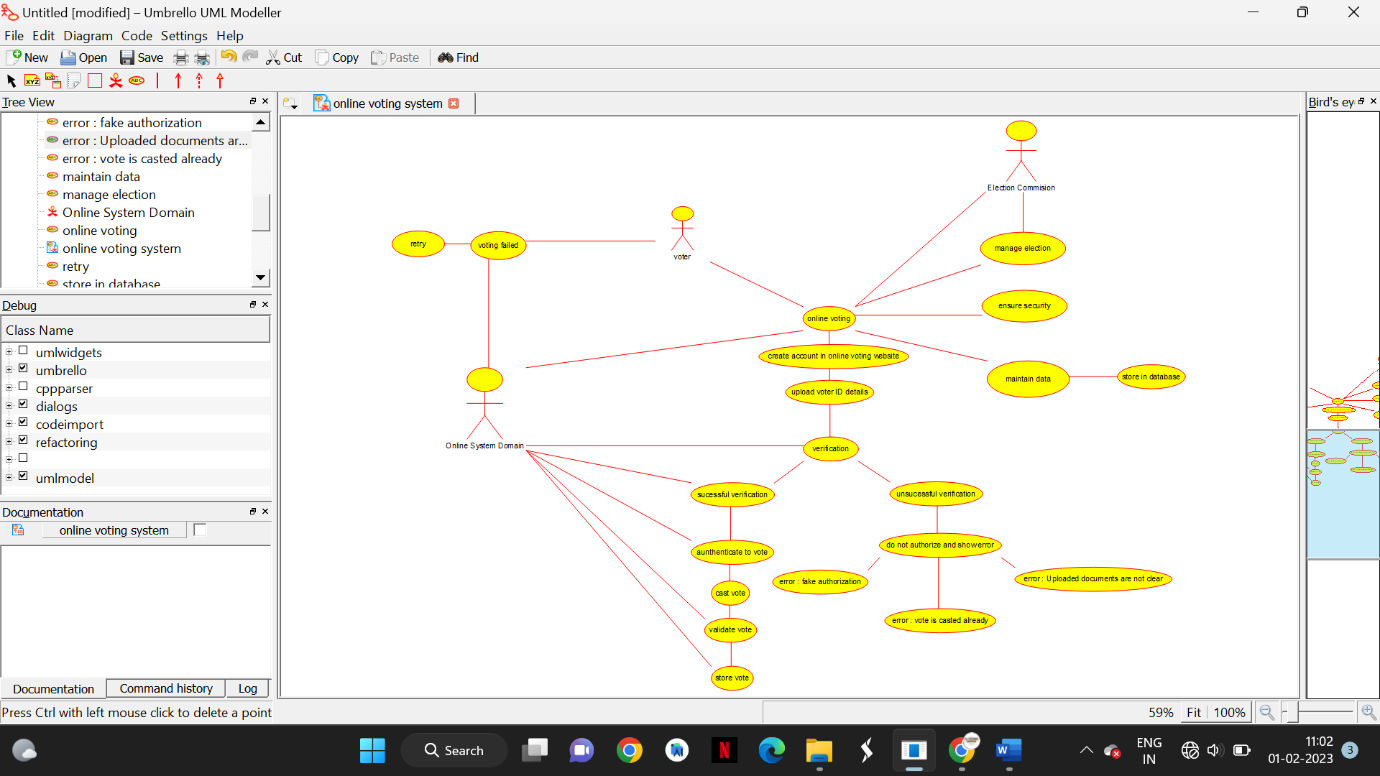 Untitled [modified] – Umbrello UML Modeller
File Edit Diagram Code Settings Help
New Open Save Cut Copy Paste Find
XYZ ABC
Tree View
online voting system
Bird's ey
error : fake authorization
error : Uploaded documents ar...
error : vote is casted already
maintain data
manage election
Online System Domain
online voting
online voting system
retry
store in database
Debug
Class Name
umlwidgets
umbrello
cppparser
dialogs
codeimport
refactoring
umlmodel
Documentation
online voting system
Documentation Command history Log
Press Ctrl with left mouse click to delete a point
Election Commision
retry
voting failed
voter
manage election
ensure security
online voting
create account in online voting website
maintain data
store in database
upload voter ID details
Online System Domain
verification
sucessful verification
unsucessful verification
do not authorize and showerror
aunthenticate to vote
error : fake authorization
error : Uploaded documents are not clear
cast vote
error : vote is casted already
validate vote
store vote
59% Fit 100%
Search
N
W
ENG
IN
11:02
01-02-2023
3